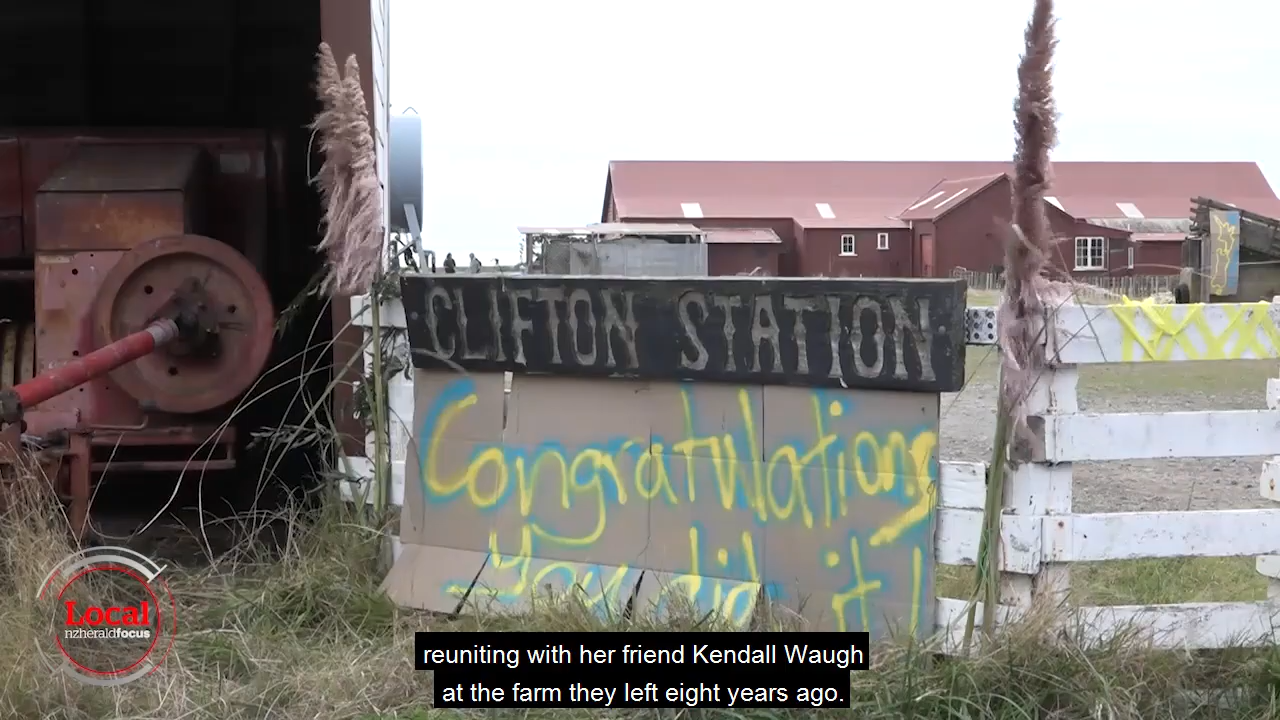 CLIFTON STATION
Congratulations
you did it!
Local
nzheraldfocus
reuniting with her friend Kendall Waugh
at the farm they left eight years ago.